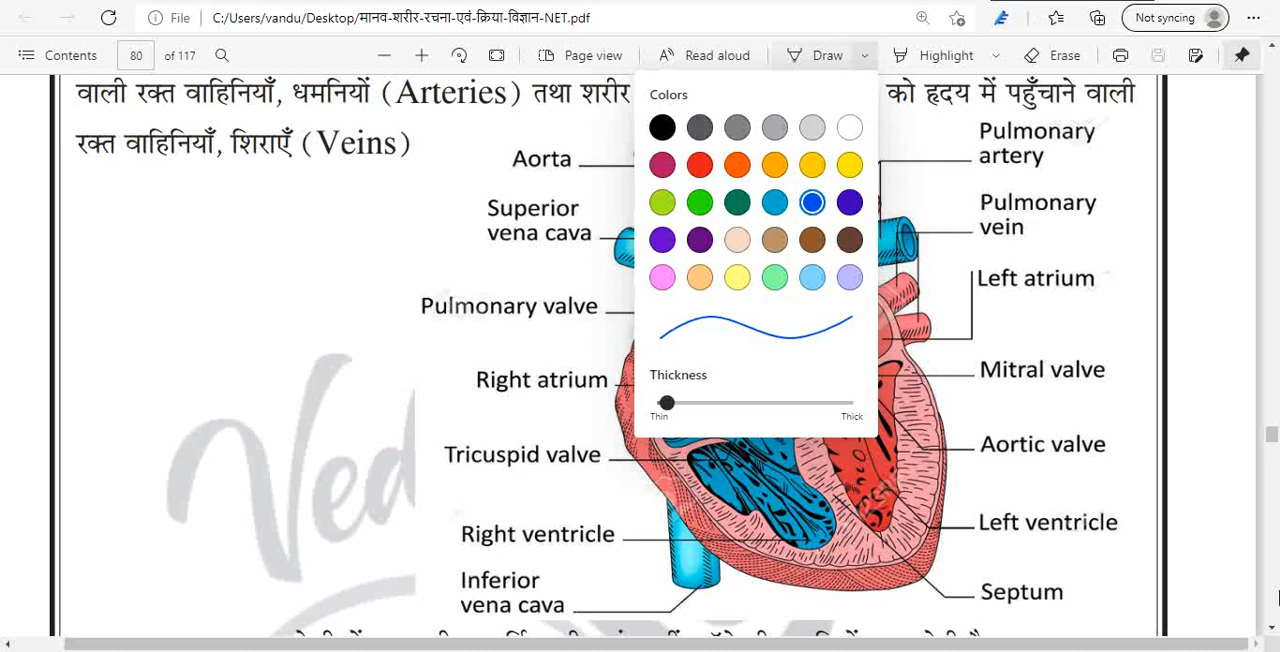 File C:/Users/vandu/Desktop/मानव-शरीर-रचना-एवं-क्रिया-विज्ञान-NET.pdf Not syncing
Contents 80 of 117 Page view Read aloud Draw Highlight Erase
वाली रक्त वाहिनियाँ, धमनियों (Arteries) तथा शरीर को हृदय में पहुँचाने वाली
रक्त वाहिनियाँ, शिराएँ (Veins)
Colors
Thickness
Thin Thick
Aorta
Superior
vena cava
Pulmonary valve
Right atrium
Tricuspid valve
Right ventricle
Inferior
vena cava
Pulmonary
artery
Pulmonary
vein
Left atrium
Mitral valve
Aortic valve
Left ventricle
Septum
Ved